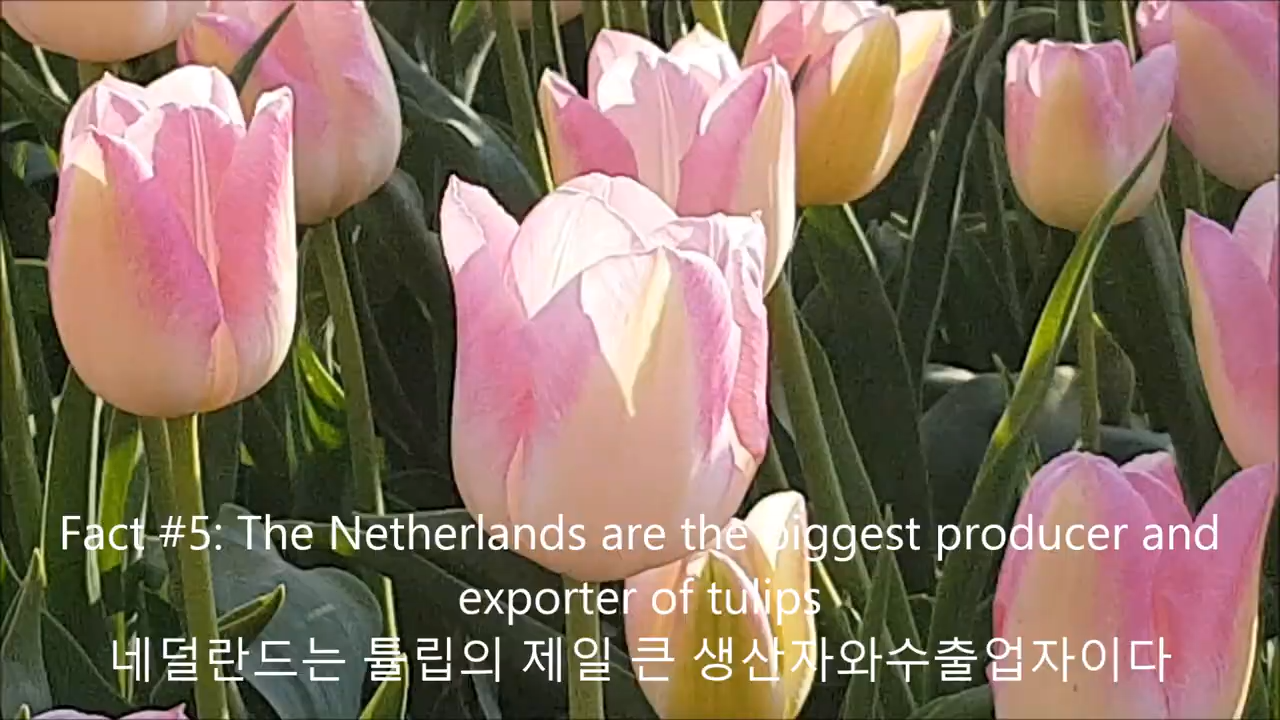 Fact #5: The Netherlands are the biggest producer and
exporter of tulips
네덜란드는 튤립의 제일 큰 생산자와수출업자이다